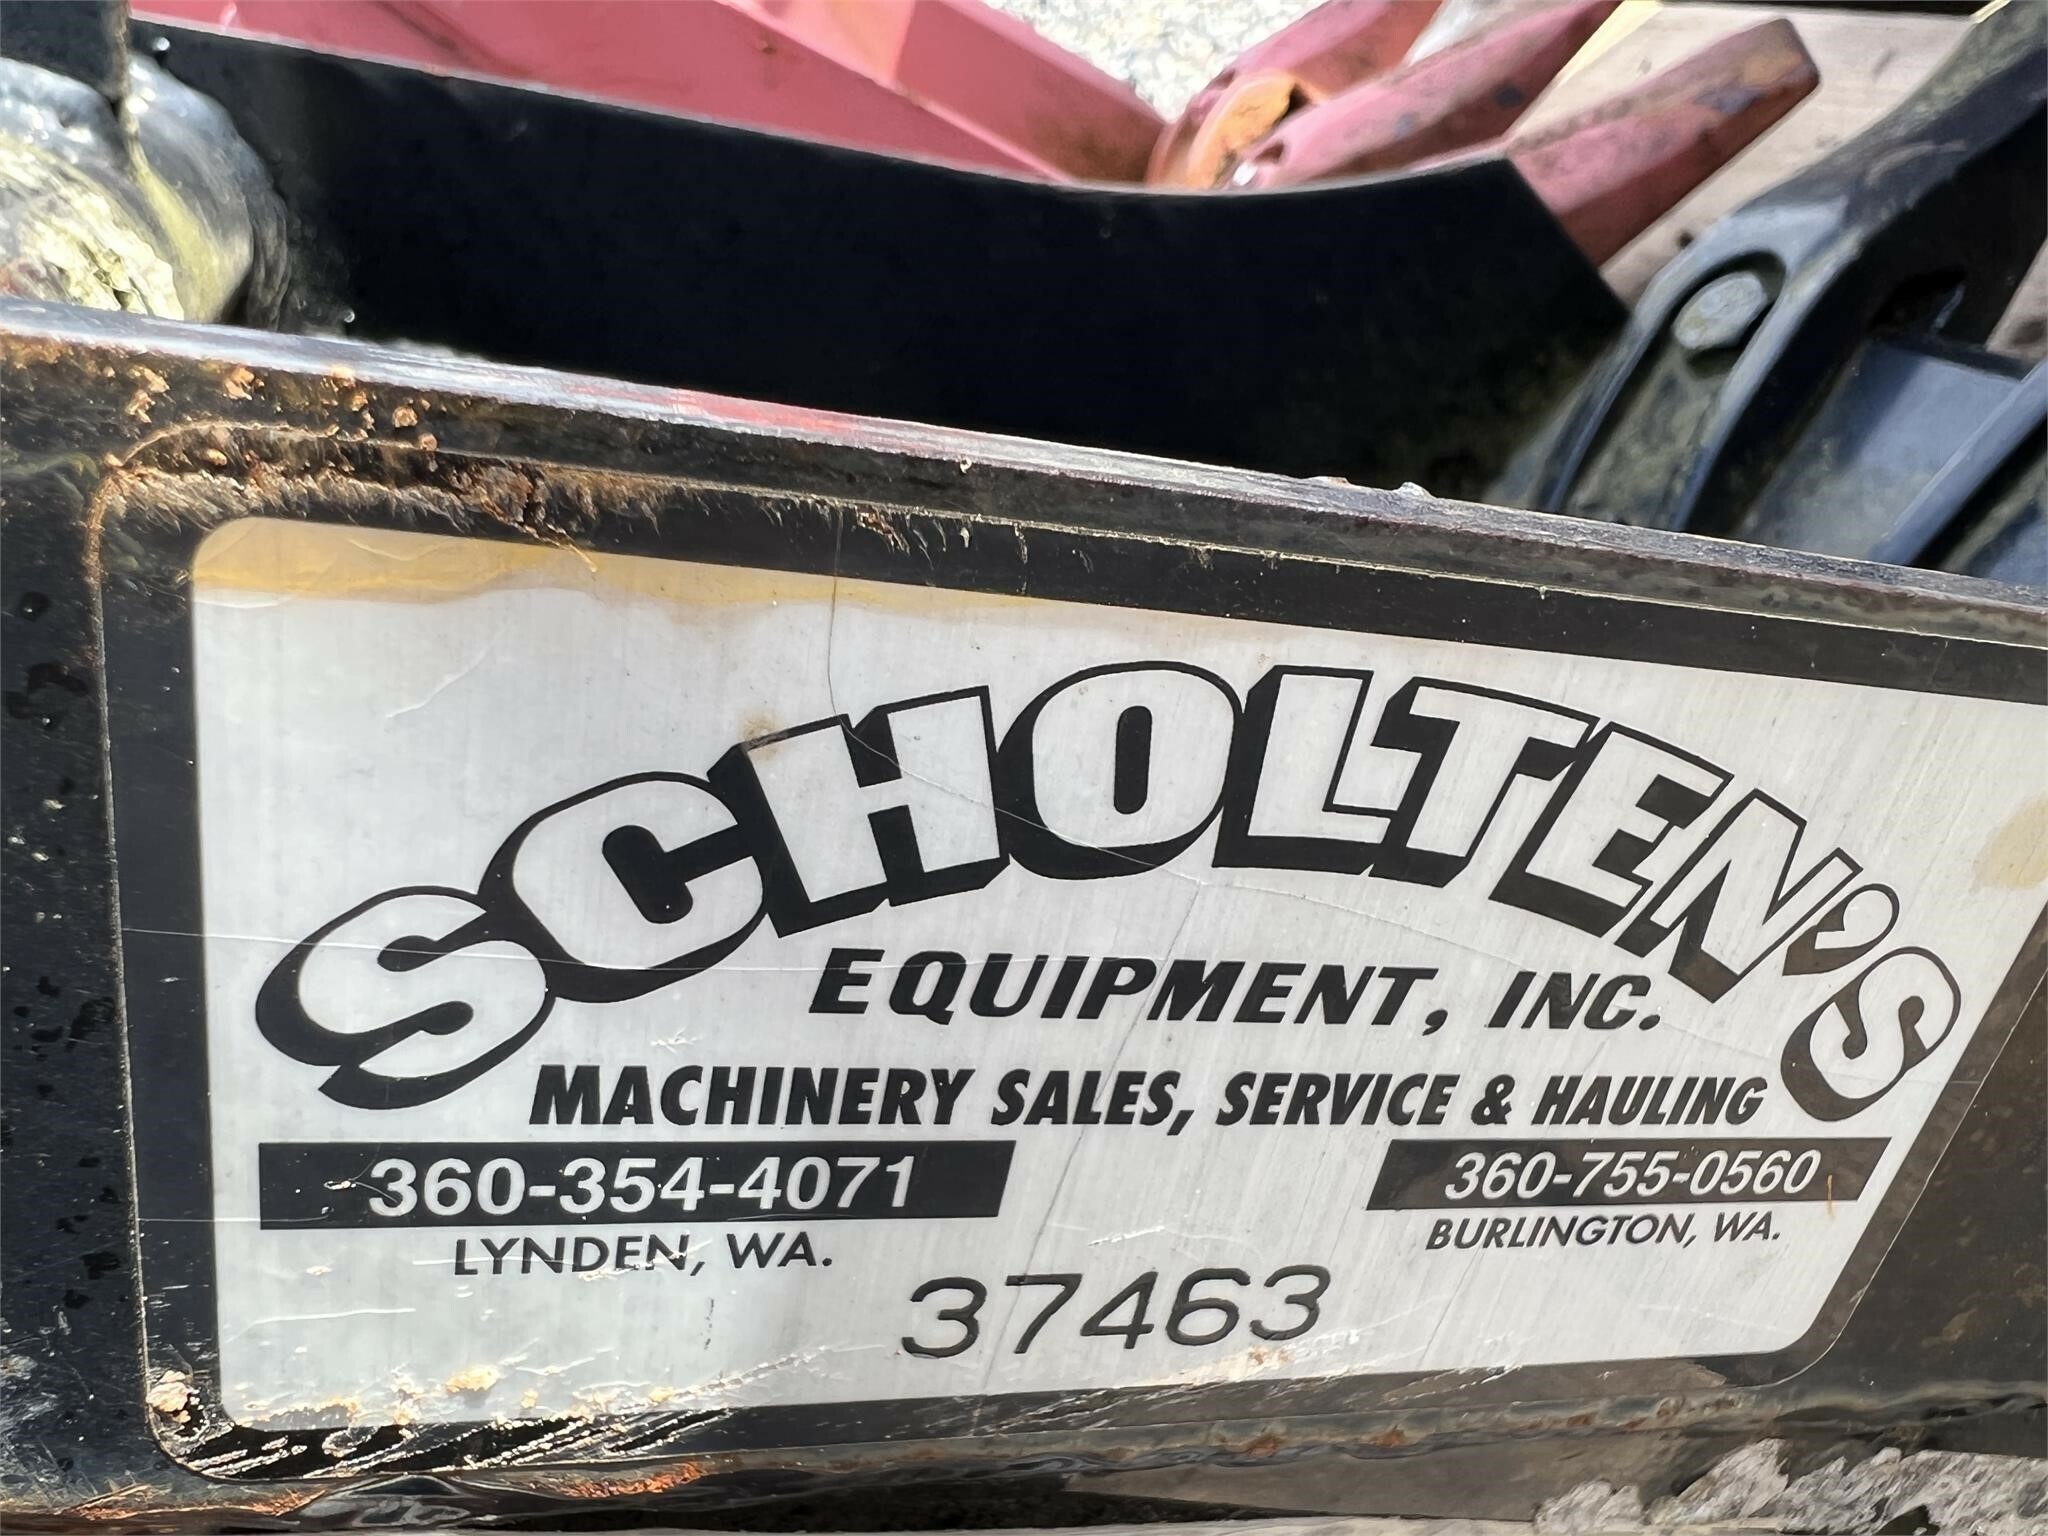 SCHOLTEN'S
EQUIPMENT, INC.
MACHINERY SALES, SERVICE & HAULING
360-354-4071
LYNDEN, WA.
360-755-0560
BURLINGTON, WA.
37463